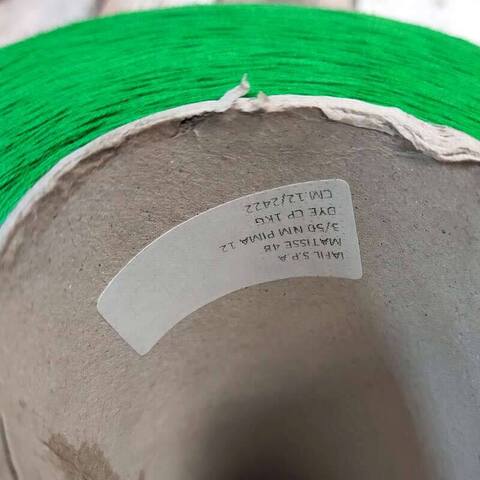 IAFIL S.P.A
MATISSE 48
3/50 NM PIMA 12
DYE CP 1KG
CM.12/2422